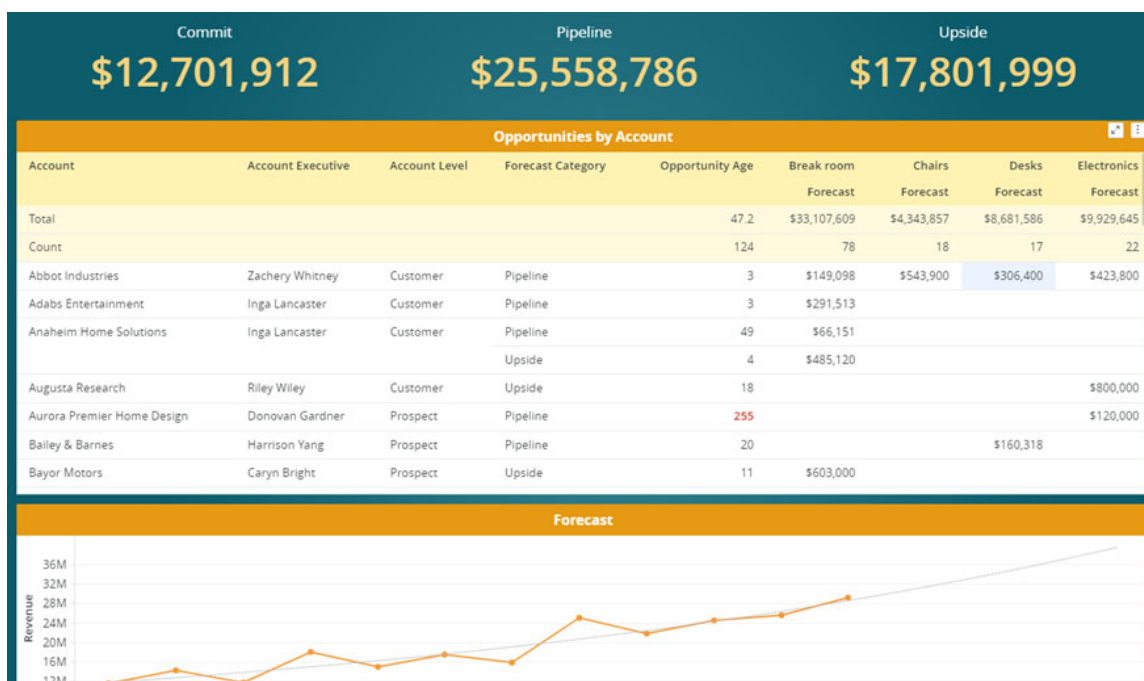 Commit Pipeline Upside
$12,701,912 $25,558,786 $17,801,999
Opportunities by Account
Account Account Executive Account Level Forecast Category Opportunity Age Break room Chairs Desks Electronics
Forecast Forecast Forecast Forecast
Total 47.2 $33,107,609 $4,343,857 $8,681,586 $9,929,645
Count 124 78 18 17 22
Abbot Industries Zachery Whitney Customer Pipeline 3 $149,098 $543,900 $306,400 $423,800
Adabs Entertainment Inga Lancaster Customer Pipeline 3 $291,513
Anaheim Home Solutions Inga Lancaster Customer Pipeline 49 $66,151
Upside 4 $485,120
Augusta Research Riley Wiley Customer Upside 18 $800,000
Aurora Premier Home Design Donovan Gardner Prospect Pipeline 255 $120,000
Bailey & Barnes Harrison Yang Prospect Pipeline 20 $160,318
Bayor Motors Caryn Bright Prospect Upside 11 $603,000
Forecast
Revenue
36M
32M
28M
24M
20M
16M
12M